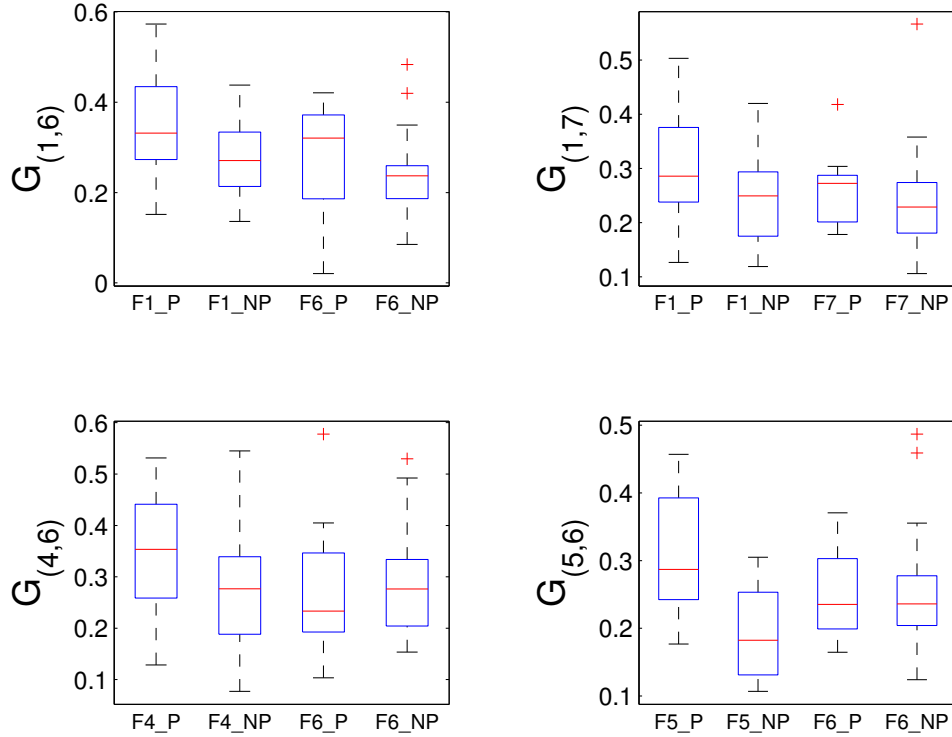 G(1,6)
0.6
0.4
0.2
0
F1_P F1_NP F6_P F6_NP
G(1,7)
0.5
0.4
0.3
0.2
0.1
F1_P F1_NP F7_P F7_NP
G(4,6)
0.6
0.5
0.4
0.3
0.2
0.1
F4_P F4_NP F6_P F6_NP
G(5,6)
0.5
0.4
0.3
0.2
0.1
F5_P F5_NP F6_P F6_NP